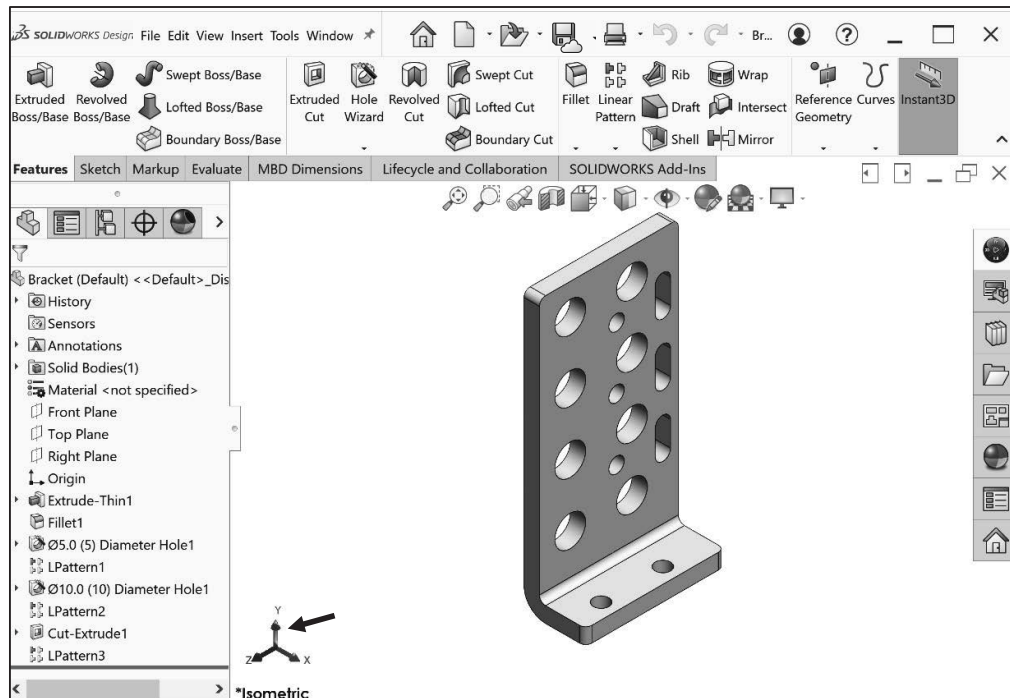 SOLIDWORKS Design File Edit View Insert Tools Window Br... ?
Extruded Boss/Base
Revolved Boss/Base
Swept Boss/Base
Lofted Boss/Base
Boundary Boss/Base
Extruded Cut
Hole Wizard
Revolved Cut
Swept Cut
Lofted Cut
Boundary Cut
Fillet
Linear Pattern
Rib
Draft
Shell
Wrap
Intersect
Mirror
Reference Geometry
Curves
Instant3D
Features Sketch Markup Evaluate MBD Dimensions Lifecycle and Collaboration SOLIDWORKS Add-Ins
Bracket (Default) <<Default>_Dis
History
Sensors
Annotations
Solid Bodies(1)
Material <not specified>
Front Plane
Top Plane
Right Plane
Origin
Extrude-Thin1
Fillet1
Ø5.0 (5) Diameter Hole1
LPattern1
Ø10.0 (10) Diameter Hole1
LPattern2
Cut-Extrude1
LPattern3
Y
Z X
*Isometric